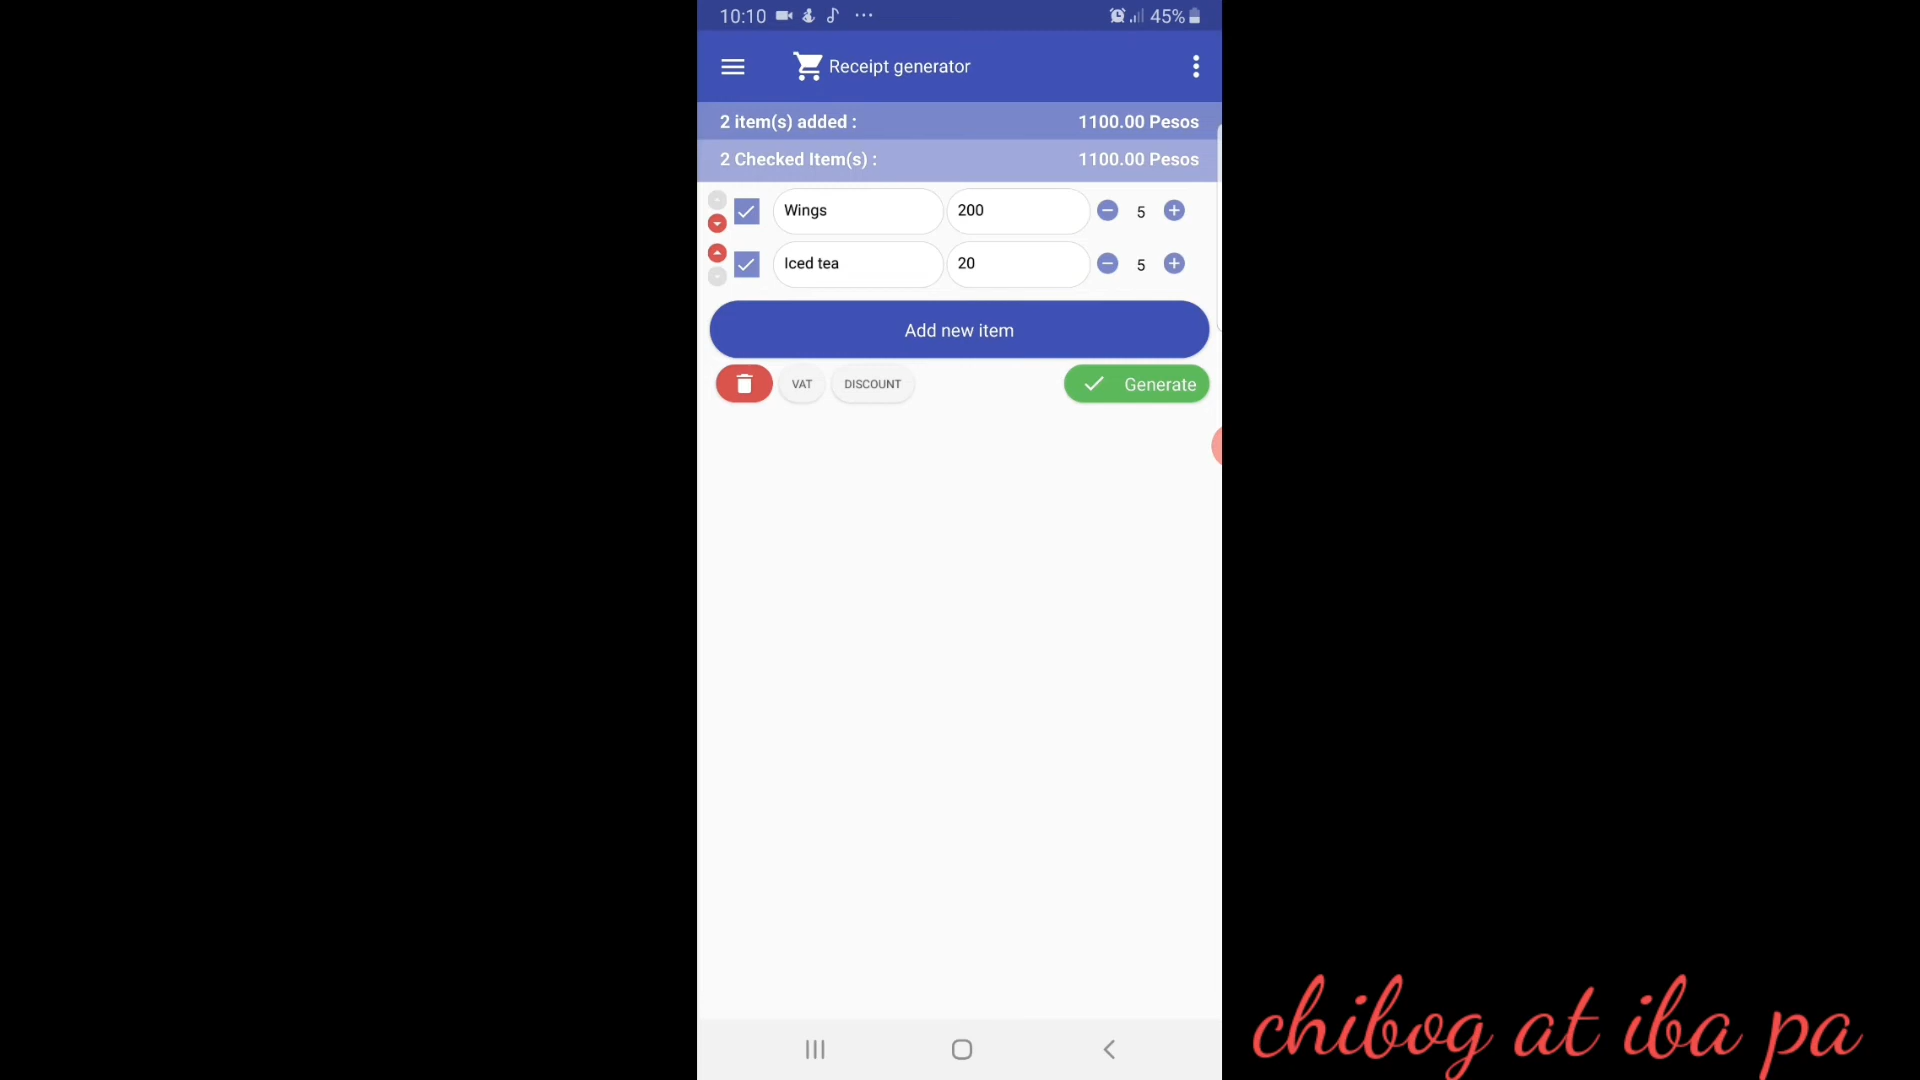 10:10 45%
Receipt generator
2 item(s) added : 1100.00 Pesos
2 Checked Item(s) : 1100.00 Pesos
Wings 200 5
Iced tea 20 5
Add new item
VAT DISCOUNT Generate
chibog at iba pa